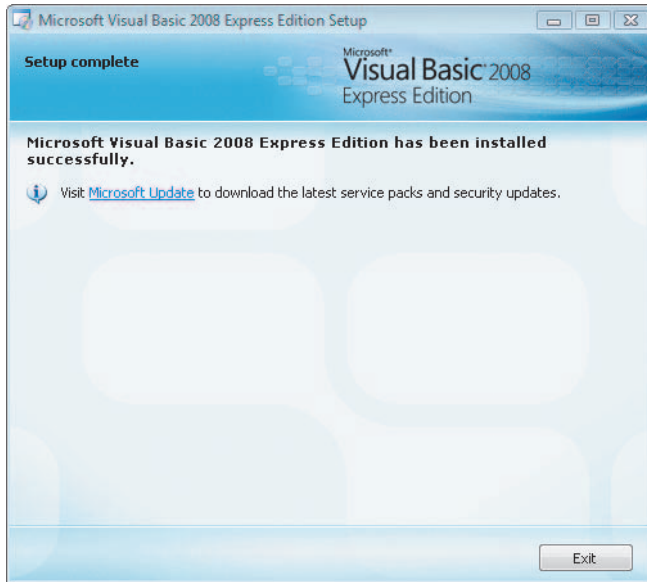 Microsoft Visual Basic 2008 Express Edition Setup
Setup complete
Microsoft®
Visual Basic® 2008
Express Edition
Microsoft Visual Basic 2008 Express Edition has been installed
successfully.
Visit Microsoft Update to download the latest service packs and security updates.
Exit